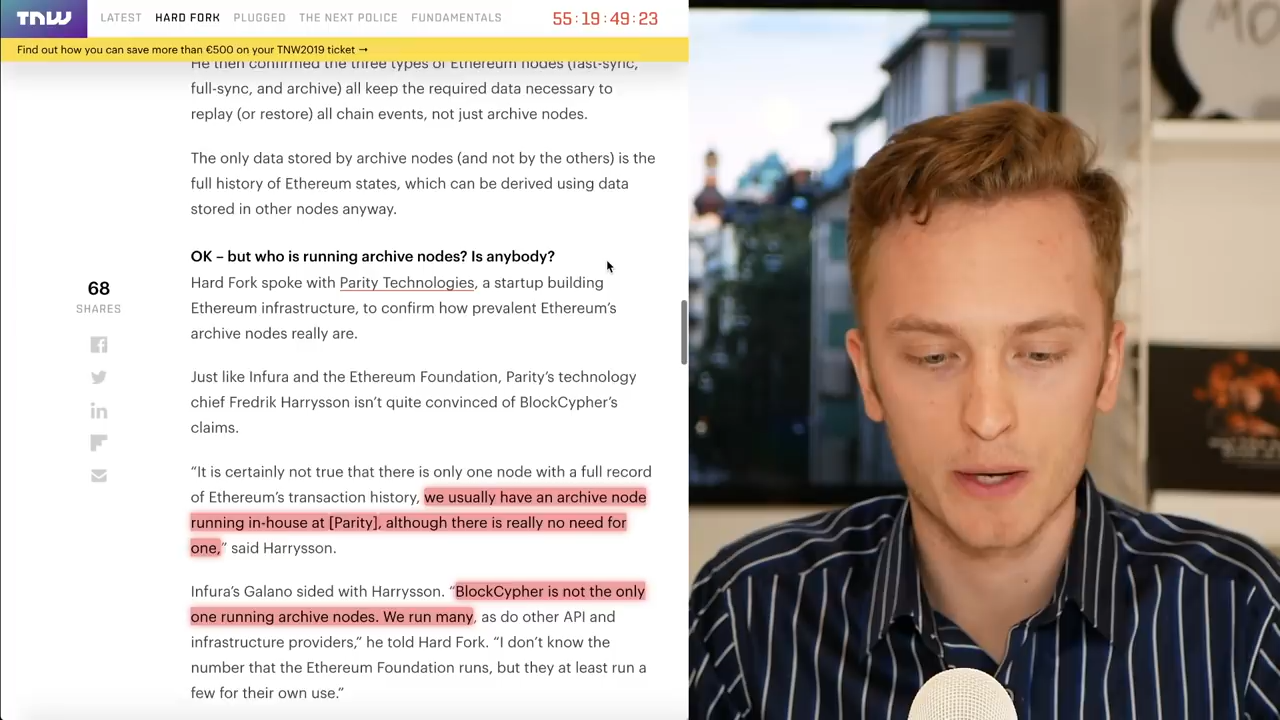 TNW LATEST HARD FORK PLUGGED THE NEXT POLICE FUNDAMENTALS 55:19:49:23
Find out how you can save more than €500 on your TNW2019 ticket →
He then confirmed the three types of Ethereum nodes (fast-sync,
full-sync, and archive) all keep the required data necessary to
replay (or restore) all chain events, not just archive nodes.
The only data stored by archive nodes (and not by the others) is the
full history of Ethereum states, which can be derived using data
stored in other nodes anyway.
OK – but who is running archive nodes? Is anybody?
Hard Fork spoke with Parity Technologies, a startup building
Ethereum infrastructure, to confirm how prevalent Ethereum’s
archive nodes really are.
68
SHARES
Just like Infura and the Ethereum Foundation, Parity’s technology
chief Fredrik Harrysson isn’t quite convinced of BlockCypher’s
claims.
“It is certainly not true that there is only one node with a full record
of Ethereum’s transaction history, we usually have an archive node
running in-house at [Parity], although there is really no need for
one,” said Harrysson.
Infura’s Galano sided with Harrysson. “BlockCypher is not the only
one running archive nodes. We run many, as do other API and
infrastructure providers,” he told Hard Fork. “I don’t know the
number that the Ethereum Foundation runs, but they at least run a
few for their own use.”